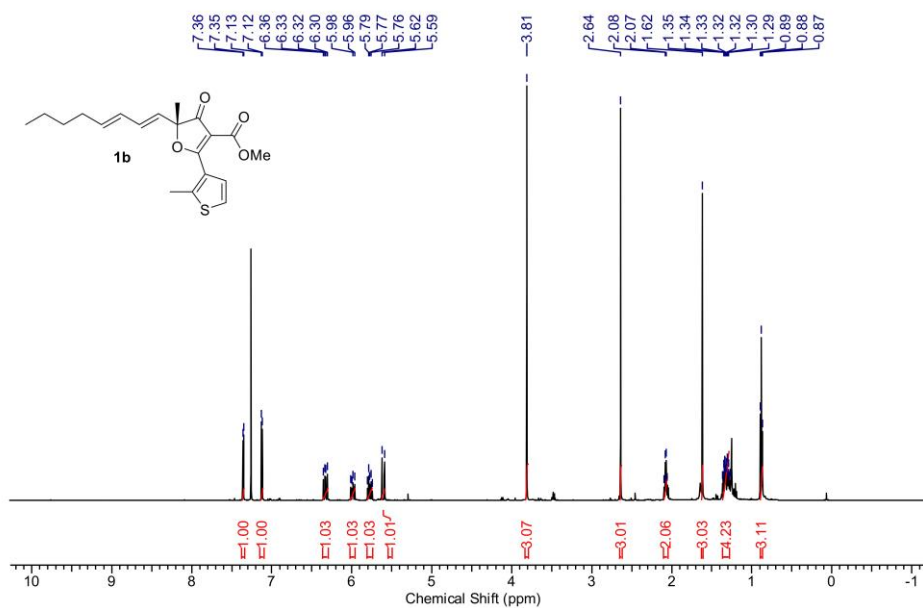 7.36 7.35 7.13 7.12 6.36 6.33 6.32 6.30 5.98 5.96 5.79 5.77 5.76 5.62 5.59 3.81 2.64 2.08 2.07 1.62 1.35 1.34 1.33 1.32 1.32 1.30 1.29 0.89 0.88 0.87
O
O
O
OMe
1b
S
1.00 1.00 1.03 1.03 1.03 1.01 3.07 3.01 2.06 3.03 4.23 3.11
10 9 8 7 6 5 4 3 2 1 0 -1
Chemical Shift (ppm)